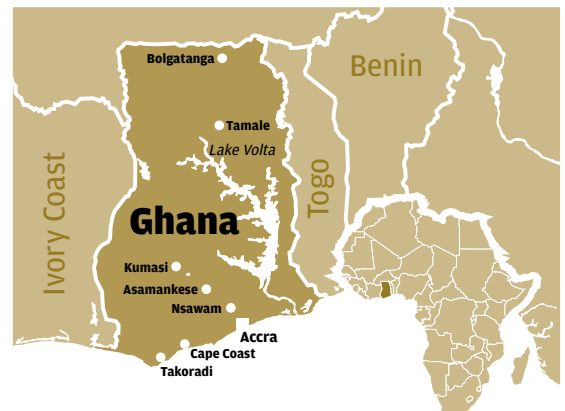 Bolgatanga
Benin
Tamale
Lake Volta
Ivory Coast
Togo
Ghana
Kumasi
Asamankese
Nsawam
Accra
Cape Coast
Takoradi